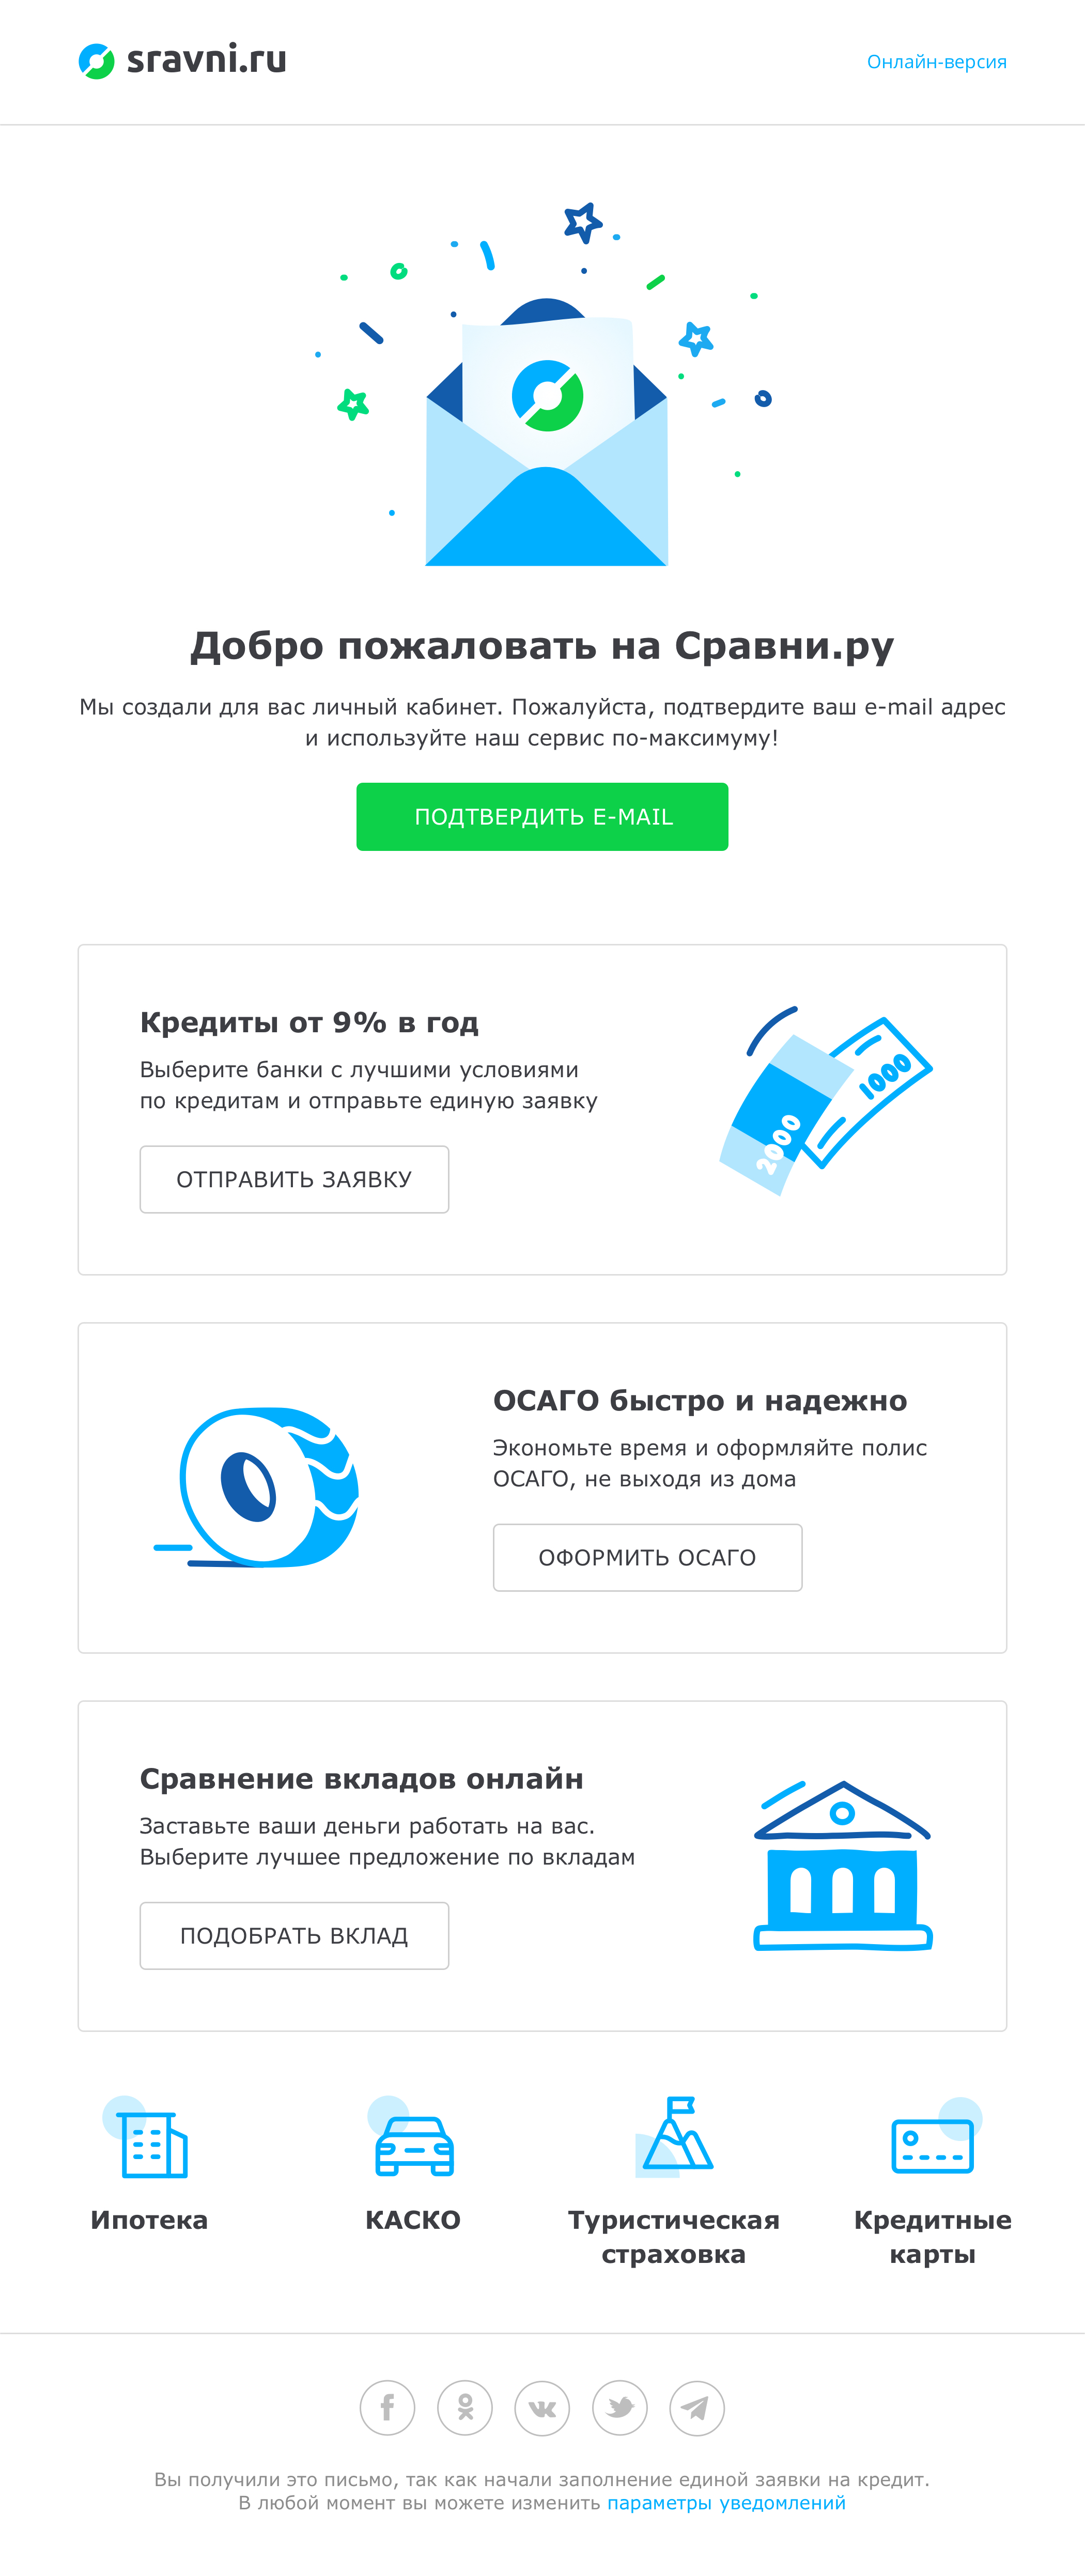 sravni.ru
Онлайн-версия
Добро пожаловать на Сравни.ру
Мы создали для вас личный кабинет. Пожалуйста, подтвердите ваш e-mail адрес
и используйте наш сервис по-максимуму!
ПОДТВЕРДИТЬ E-MAIL
Кредиты от 9% в год
Выберите банки с лучшими условиями
по кредитам и отправьте единую заявку
ОТПРАВИТЬ ЗАЯВКУ
1000
2000
ОСАГО быстро и надежно
Экономьте время и оформляйте полис
ОСАГО, не выходя из дома
ОФОРМИТЬ ОСАГО
Сравнение вкладов онлайн
Заставьте ваши деньги работать на вас.
Выберите лучшее предложение по вкладам
ПОДОБРАТЬ ВКЛАД
Ипотека
КАСКО
Туристическая
страховка
Кредитные
карты
Вы получили это письмо, так как начали заполнение единой заявки на кредит.
В любой момент вы можете изменить параметры уведомлений